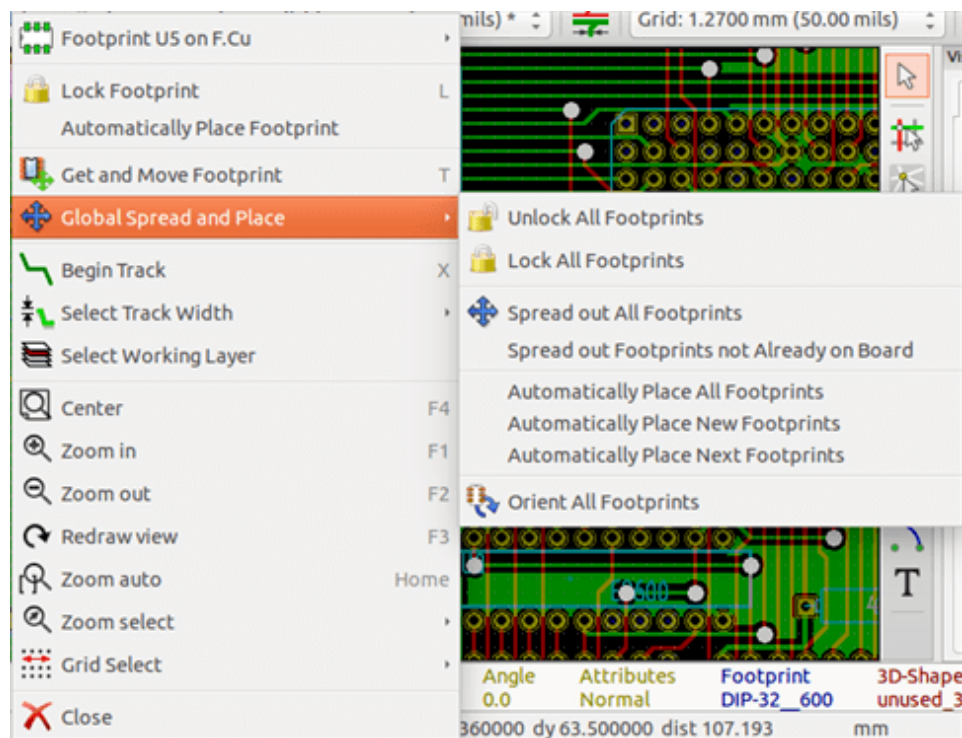 mils) *
Grid: 1.2700 mm (50.00 mils)
Vi
Footprint U5 on F.Cu
Lock Footprint L
Automatically Place Footprint
Get and Move Footprint T
Global Spread and Place
Begin Track X
Select Track Width
Select Working Layer
Center F4
Zoom in F1
Zoom out F2
Redraw view F3
Zoom auto Home
Zoom select
Grid Select
Close
Unlock All Footprints
Lock All Footprints
Spread out All Footprints
Spread out Footprints not Already on Board
Automatically Place All Footprints
Automatically Place New Footprints
Automatically Place Next Footprints
Orient All Footprints
T
4
Angle Attributes Footprint 3D-Shape
0.0 Normal DIP-32__600 unused_3
360000 dy 63.500000 dist 107.193 mm